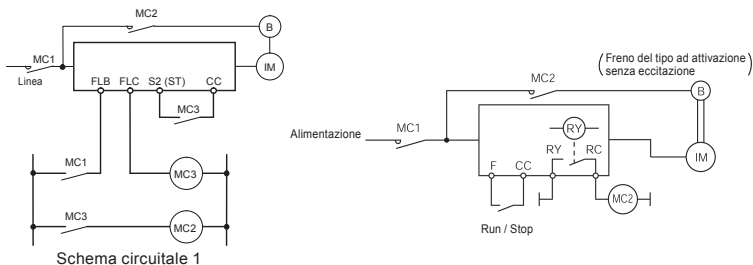 MC2
B
MC1
IM
Linea
FLB FLC S2 (ST) CC
MC3
MC1
MC3
MC3
MC2
Schema circuitale 1
(Freno del tipo ad attivazione
senza eccitazione)
MC2
B
Alimentazione
MC1
RY
RY RC
F CC
IM
MC2
Run / Stop